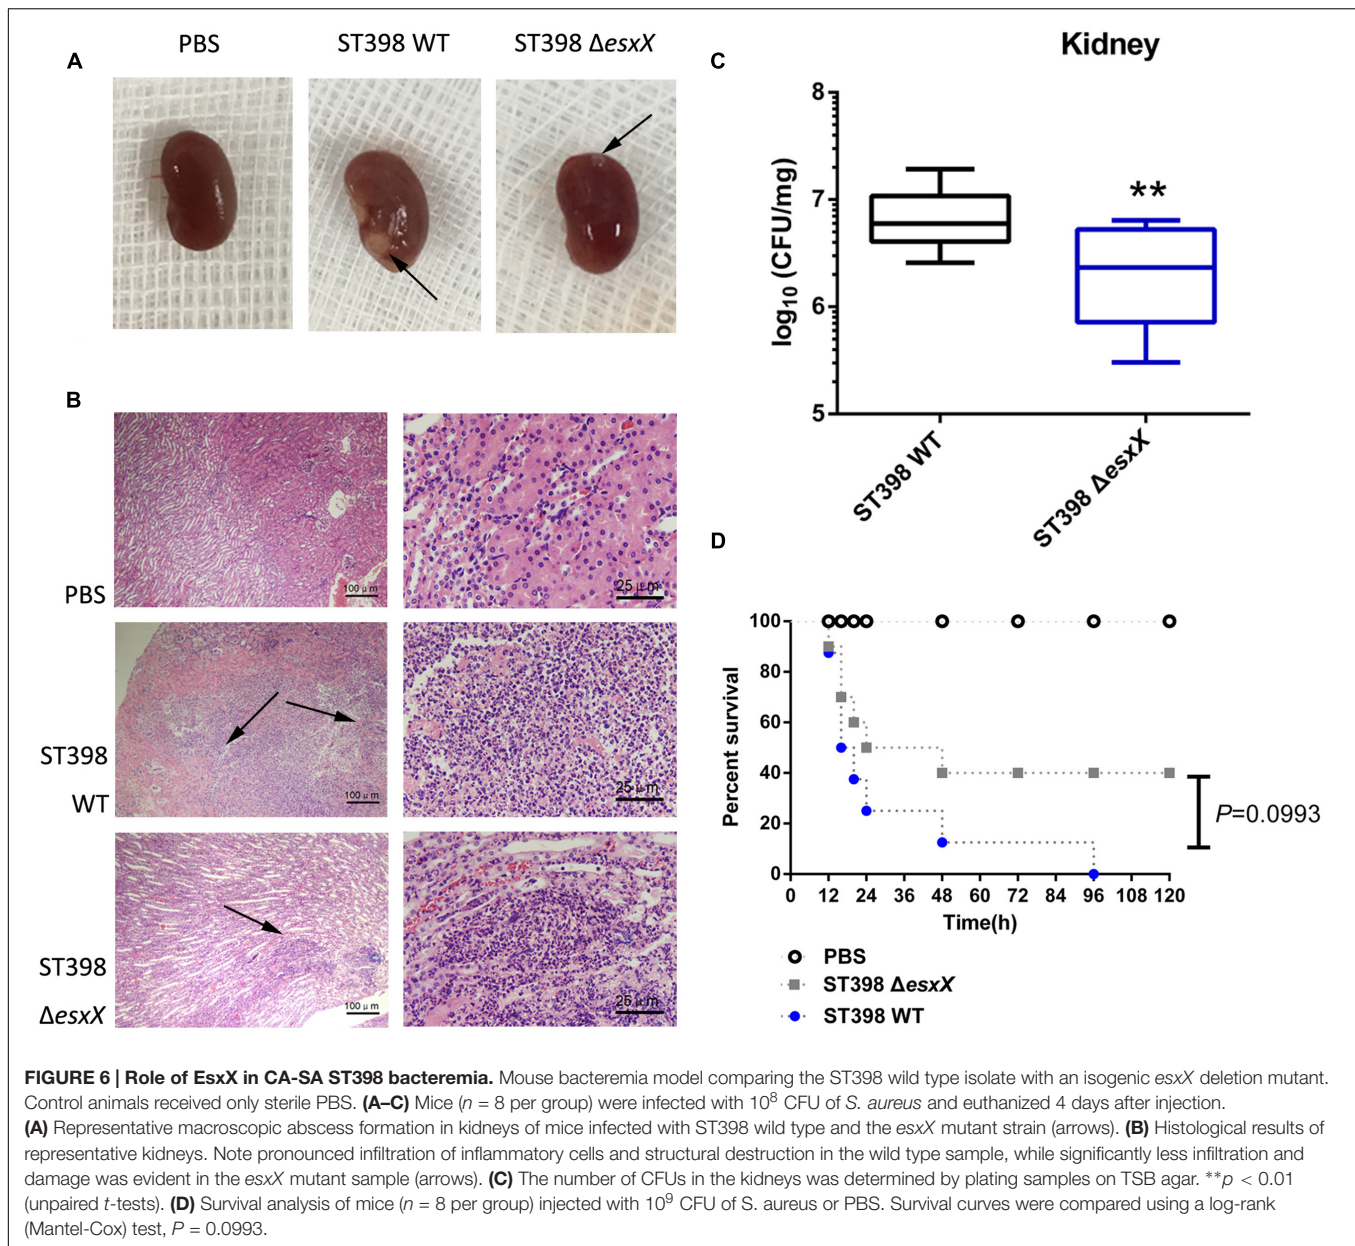 A
PBS
ST398 WT
ST398 ΔesxX
B
PBS
100 μm
25 μm
ST398
WT
100 μm
25 μm
ST398
ΔesxX
100 μm
25 μm
C
Kidney
log10 (CFU/mg)
8
7
6
5
**
ST398 WT
ST398 ΔesxX
D
Percent survival
100
80
60
40
20
0
0 12 24 36 48 60 72 84 96 108 120
Time(h)
P=0.0993
PBS
ST398 ΔesxX
ST398 WT
FIGURE 6 | Role of EsxX in CA-SA ST398 bacteremia. Mouse bacteremia model comparing the ST398 wild type isolate with an isogenic esxX deletion mutant.
Control animals received only sterile PBS. (A–C) Mice (n = 8 per group) were infected with 10⁸ CFU of S. aureus and euthanized 4 days after injection.
(A) Representative macroscopic abscess formation in kidneys of mice infected with ST398 wild type and the esxX mutant strain (arrows). (B) Histological results of
representative kidneys. Note pronounced infiltration of inflammatory cells and structural destruction in the wild type sample, while significantly less infiltration and
damage was evident in the esxX mutant sample (arrows). (C) The number of CFUs in the kidneys was determined by plating samples on TSB agar. **p < 0.01
(unpaired t-tests). (D) Survival analysis of mice (n = 8 per group) injected with 10⁹ CFU of S. aureus or PBS. Survival curves were compared using a log-rank
(Mantel-Cox) test, P = 0.0993.